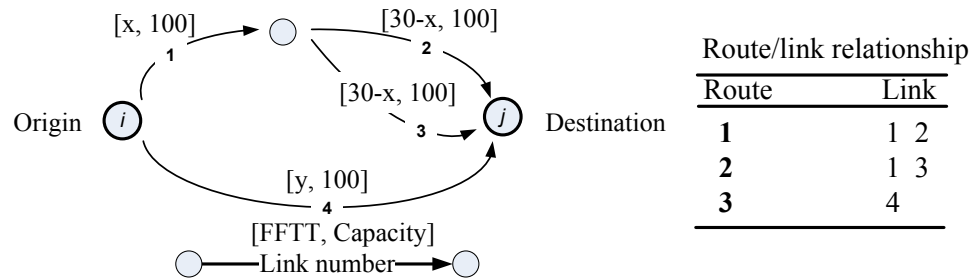 [x, 100]
1
[30-x, 100]
2
[30-x, 100]
3
Origin
i
j
Destination
[y, 100]
4
[FFTT, Capacity]
Link number
Route/link relationship
Route Link
1 1 2
2 1 3
3 4